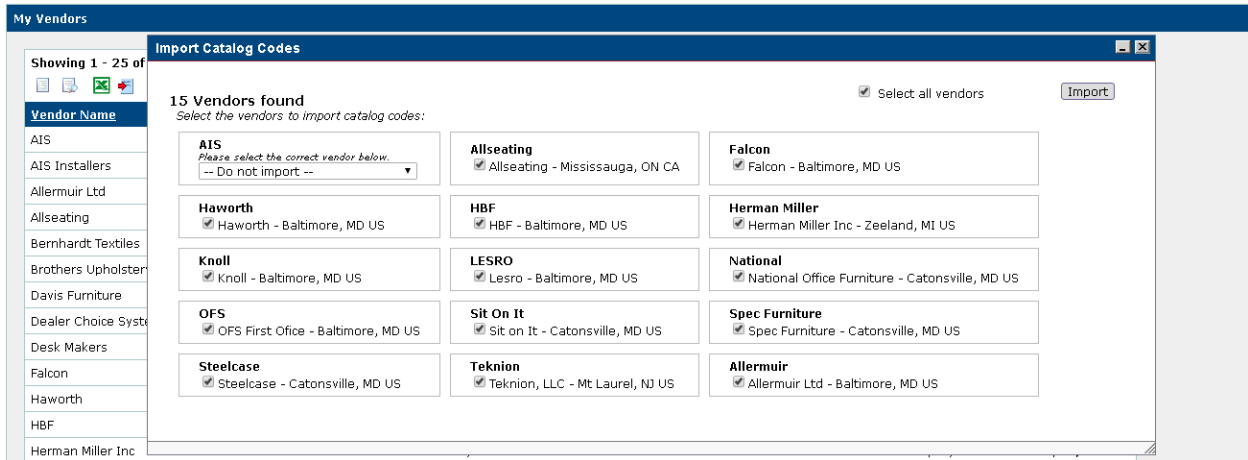 My Vendors
Import Catalog Codes
Showing 1 - 25 of
15 Vendors found
Select all vendors
Import
Select the vendors to import catalog codes:
Vendor Name
AIS
AIS Installers
Allermuir Ltd
Allseating
Bernhardt Textiles
Brothers Upholster
Davis Furniture
Dealer Choice Syst
Desk Makers
Falcon
Haworth
HBF
Herman Miller Inc
AIS
Please select the correct vendor below.
-- Do not import --
Allseating
Allseating - Mississauga, ON CA
Falcon
Falcon - Baltimore, MD US
Haworth
Haworth - Baltimore, MD US
HBF
HBF - Baltimore, MD US
Herman Miller
Herman Miller Inc - Zeeland, MI US
Knoll
Knoll - Baltimore, MD US
LESRO
Lesro - Baltimore, MD US
National
National Office Furniture - Catonsville, MD US
OFS
OFS First Ofice - Baltimore, MD US
Sit On It
Sit on It - Catonsville, MD US
Spec Furniture
Spec Furniture - Catonsville, MD US
Steelcase
Steelcase - Catonsville, MD US
Teknion
Teknion, LLC - Mt Laurel, NJ US
Allermuir
Allermuir Ltd - Baltimore, MD US